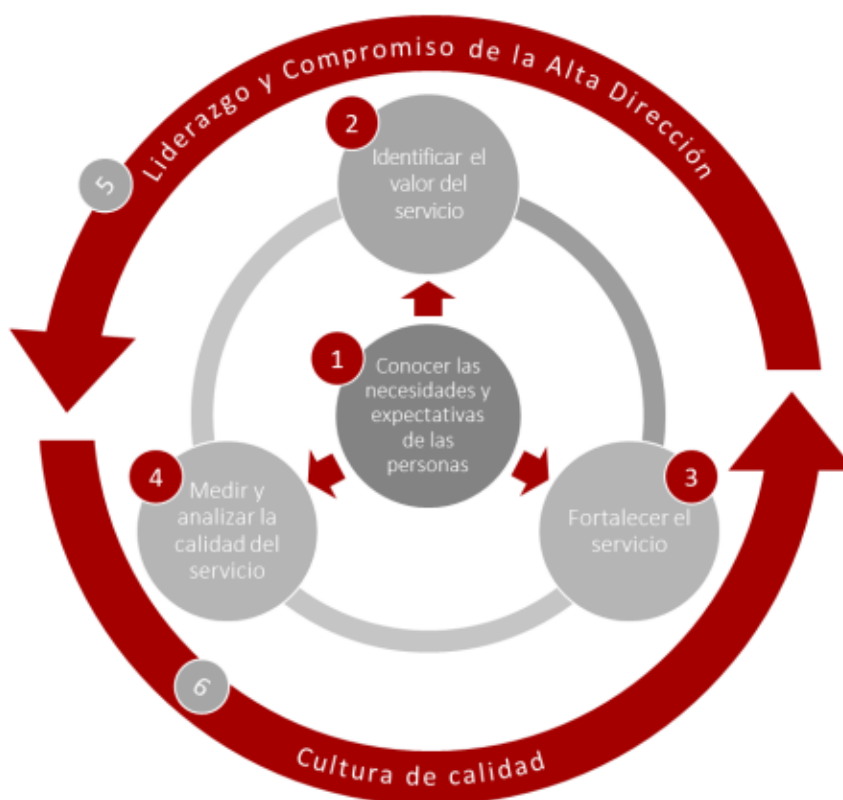 Liderazgo y Compromiso de la Alta Dirección
5
2
Identificar el
valor del
servicio
1
Conocer las
necesidades y
expectativas
de las
personas
4
Medir y
analizar la
calidad del
servicio
3
Fortalecer el
servicio
6
Cultura de calidad